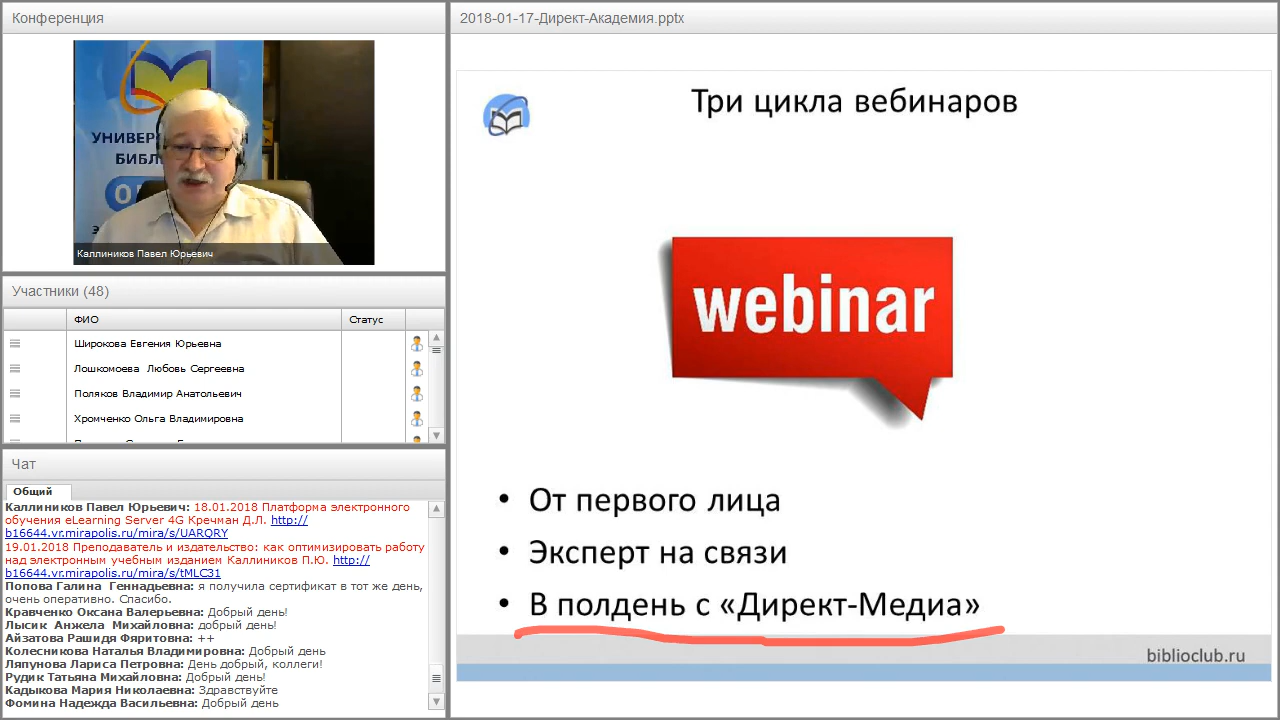 Конференция
УНИВЕР
БИБЛ
Каллиников Павел Юрьевич
Участники (48)
ФИО
Статус
Широкова Евгения Юрьевна
Лошкомоева Любовь Сергеевна
Поляков Владимир Анатольевич
Хромченко Ольга Владимировна
Чат
Общий
Каллиников Павел Юрьевич: 18.01.2018 Платформа электронного
обучения eLearning Server 4G Кречман Д.Л. http://
b16644.vr.mirapolis.ru/mira/s/UARQRY
19.01.2018 Преподаватель и издательство: как оптимизировать работу
над электронным учебным изданием Каллиников П.Ю. http://
b16644.vr.mirapolis.ru/mira/s/tMLC31
Попова Галина Геннадьевна: я получила сертификат в тот же день,
очень оперативно. Спасибо.
Кравченко Оксана Валерьевна: Добрый день!
Лысик Анжела Михайловна: добрый день!
Айзатова Рашидя Фяритовна: ++
Колесникова Наталья Владимировна: Добрый день
Ляпунова Лариса Петровна: День добрый, коллеги!
Рудик Татьяна Михайловна: Добрый день!
Кадыкова Мария Николаевна: Здравствуйте
Фомина Надежда Васильевна: Добрый день
2018-01-17-Директ-Академия.pptx
Три цикла вебинаров
webinar
• От первого лица
• Эксперт на связи
• В полдень с «Директ-Медиа»
biblioclub.ru